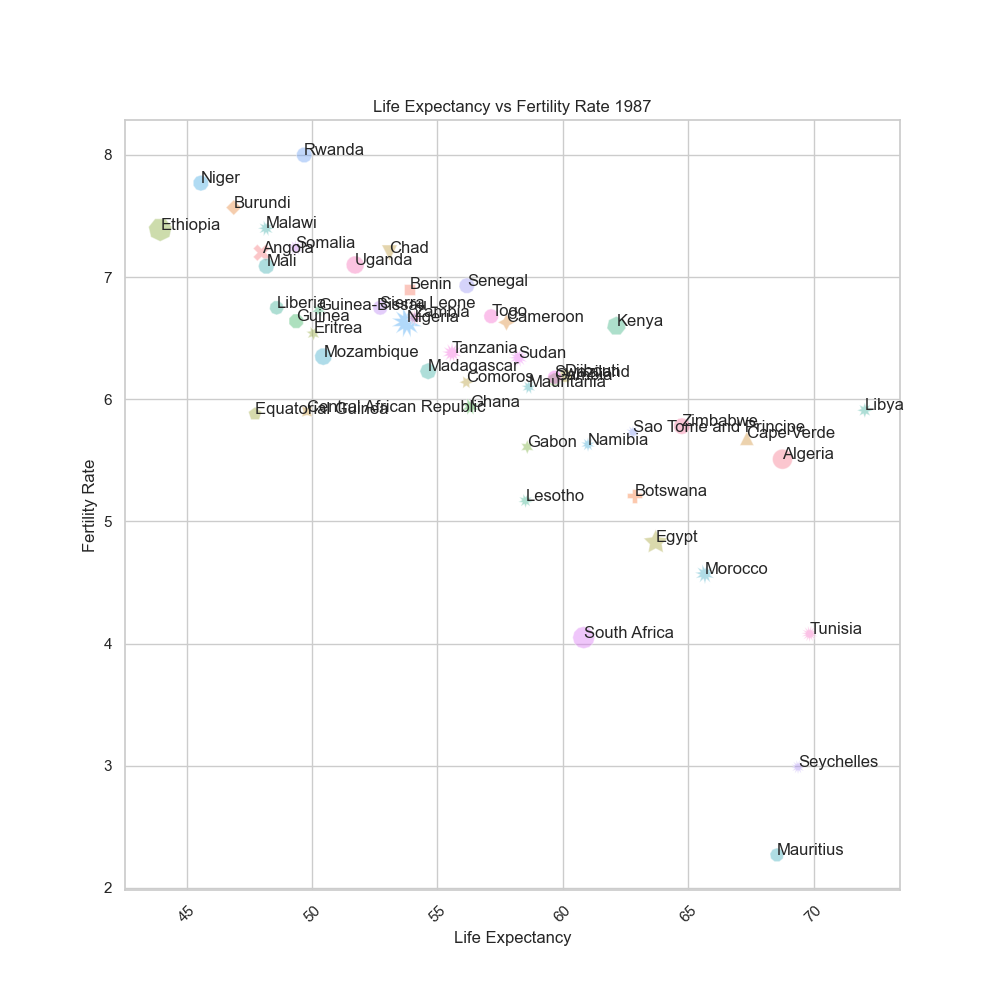 Life Expectancy vs Fertility Rate 1987
8
Rwanda
Niger
Burundi
Ethiopia
Malawi
Somalia
Angola
Chad
Mali
Uganda
7
Benin
Senegal
Liberia
Guinea-Bissau
Sierra Leone
Zambia
Guinea
Nigeria
Togo
Cameroon
Kenya
Eritrea
Mozambique
Tanzania
Sudan
Madagascar
Comoros
Swaziland
Djibouti
Gambia
Mauritania
6
Equatorial Guinea
Central African Republic
Ghana
Libya
Zimbabwe
Sao Tome and Principe
Cape Verde
Gabon
Namibia
Algeria
Lesotho
Botswana
5
Egypt
Morocco
4
South Africa
Tunisia
3
Seychelles
Mauritius
2
Fertility Rate
45
50
55
60
65
70
Life Expectancy